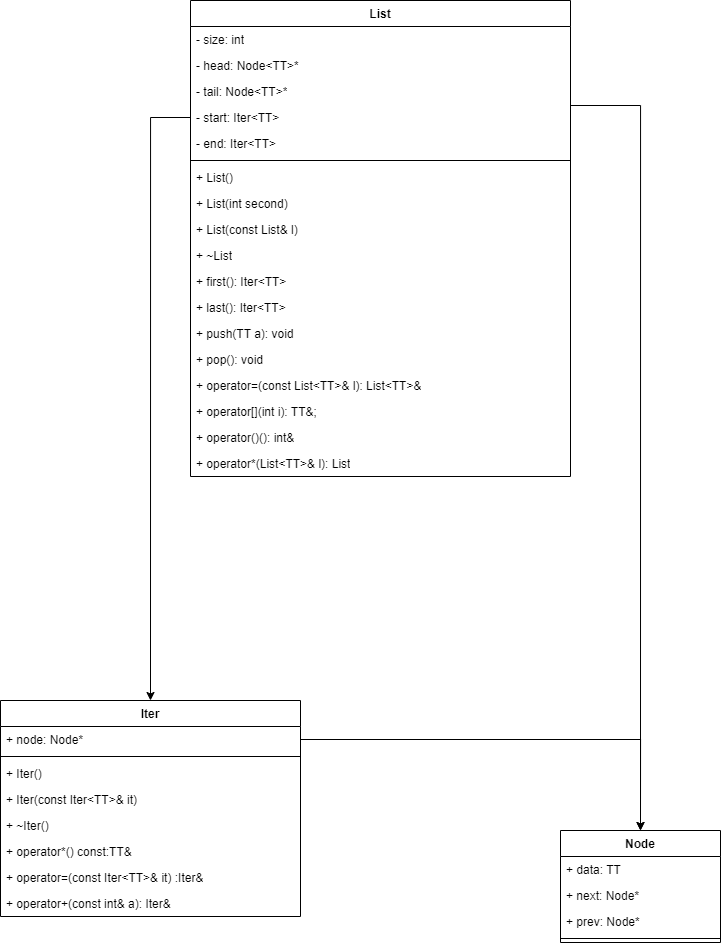 List
- size: int
- head: Node<TT>*
- tail: Node<TT>*
- start: Iter<TT>
- end: Iter<TT>
+ List()
+ List(int second)
+ List(const List& l)
+ ~List
+ first(): Iter<TT>
+ last(): Iter<TT>
+ push(TT a): void
+ pop(): void
+ operator=(const List<TT>& l): List<TT>&
+ operator[](int i): TT&;
+ operator()(): int&
+ operator*(List<TT>& l): List
Iter
+ node: Node*
+ Iter()
+ Iter(const Iter<TT>& it)
+ ~Iter()
+ operator*() const:TT&
+ operator=(const Iter<TT>& it) :Iter&
+ operator+(const int& a): Iter&
Node
+ data: TT
+ next: Node*
+ prev: Node*